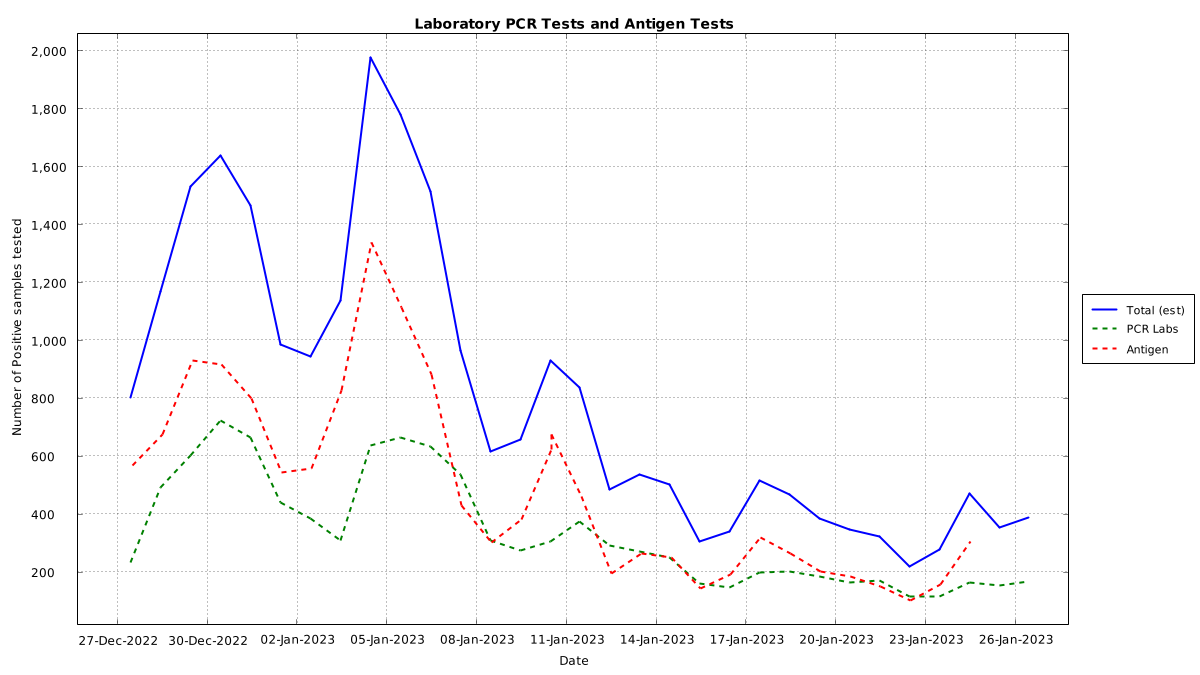 Laboratory PCR Tests and Antigen Tests
2,000
1,800
1,600
1,400
1,200
1,000
800
600
400
200
Number of Positive samples tested
27-Dec-2022 30-Dec-2022 02-Jan-2023 05-Jan-2023 08-Jan-2023 11-Jan-2023 14-Jan-2023 17-Jan-2023 20-Jan-2023 23-Jan-2023 26-Jan-2023
Date
Total (est)
PCR Labs
Antigen